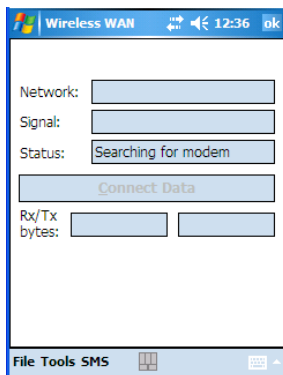 Wireless WAN 12:36 ok
Network:
Signal:
Status: Searching for modem
Connect Data
Rx/Tx
bytes:
File Tools SMS